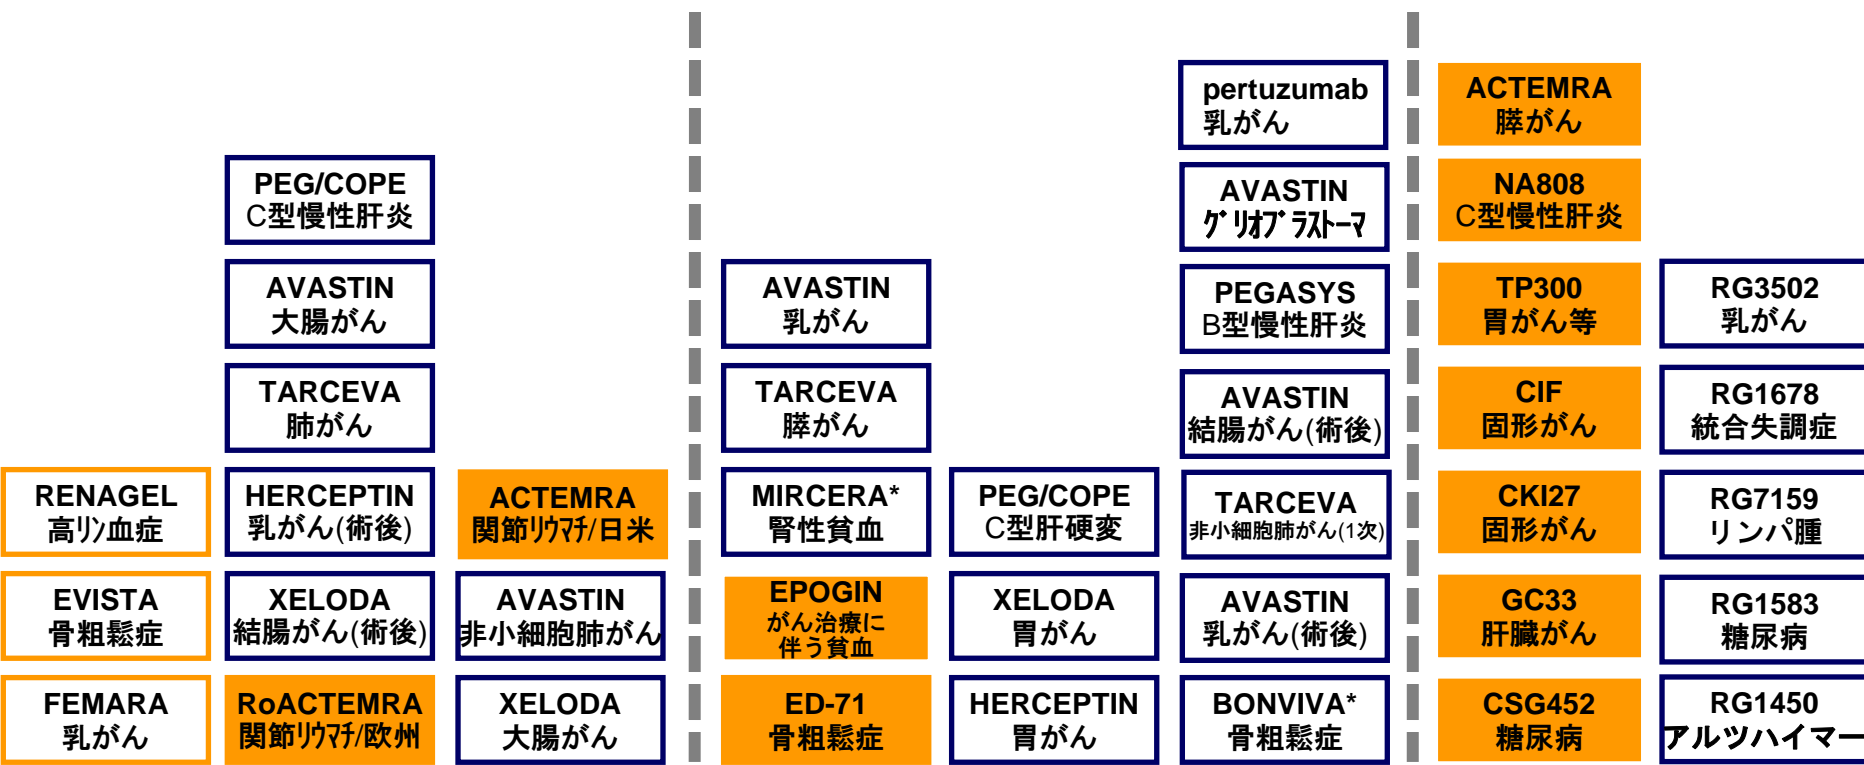 RENAGEL
高リン血症
EVISTA
骨粗鬆症
FEMARA
乳がん
PEG/COPE
C型慢性肝炎
AVASTIN
大腸がん
TARCEVA
肺がん
HERCEPTIN
乳がん(術後)
XELODA
結腸がん(術後)
RoACTEMRA
関節リウマチ/欧州
ACTEMRA
関節リウマチ/日米
AVASTIN
非小細胞肺がん
XELODA
大腸がん
AVASTIN
乳がん
TARCEVA
膵がん
MIRCERA*
腎性貧血
EPOGIN
がん治療に
伴う貧血
ED-71
骨粗鬆症
PEG/COPE
C型肝硬変
XELODA
胃がん
HERCEPTIN
胃がん
pertuzumab
乳がん
AVASTIN
グリオブラストーマ
PEGASYS
B型慢性肝炎
AVASTIN
結腸がん(術後)
TARCEVA
非小細胞肺がん(1次)
AVASTIN
乳がん(術後)
BONVIVA*
骨粗鬆症
ACTEMRA
膵がん
NA808
C型慢性肝炎
TP300
胃がん等
CIF
固形がん
CKI27
固形がん
GC33
肝臓がん
CSG452
糖尿病
RG3502
乳がん
RG1678
統合失調症
RG7159
リンパ腫
RG1583
糖尿病
RG1450
アルツハイマー